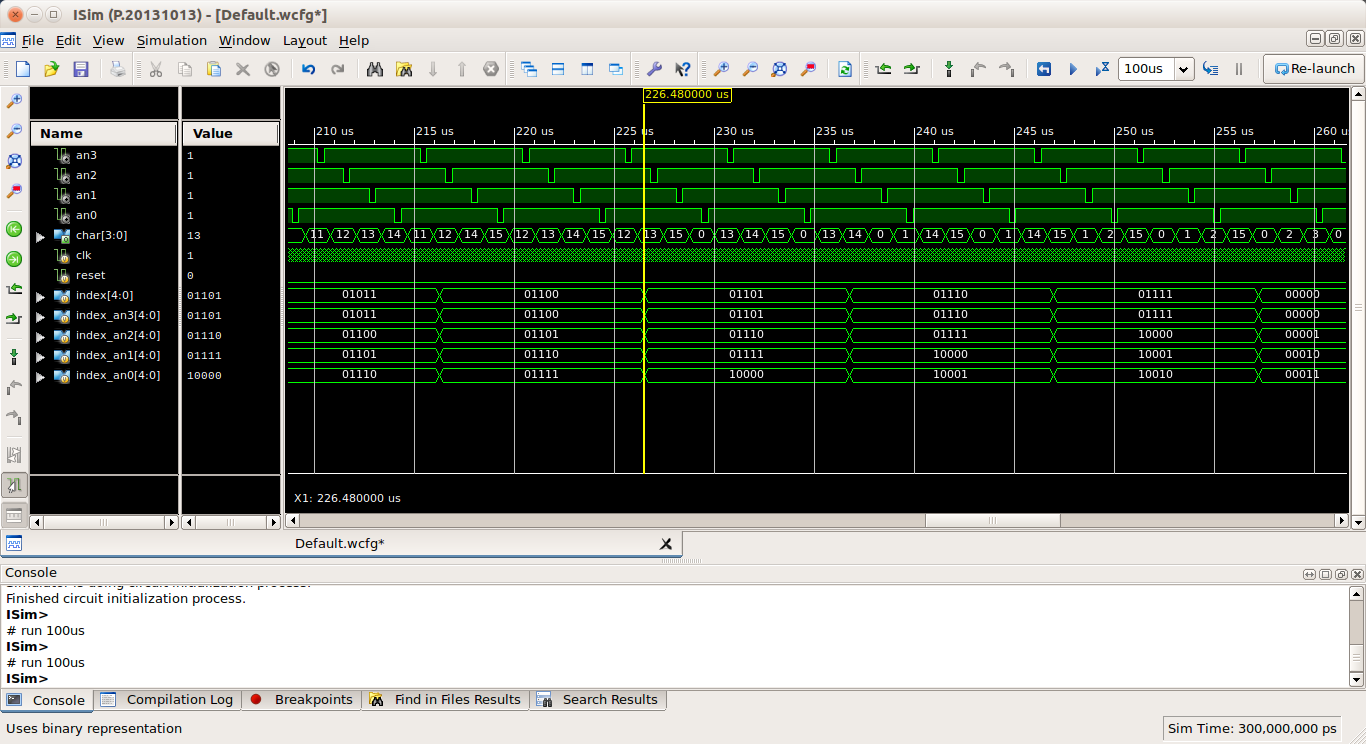 ISim (P.20131013) - [Default.wcfg*]
File Edit View Simulation Window Layout Help
100us Re-launch
226.480000 us
Name Value
210 us 215 us 220 us 225 us 230 us 235 us 240 us 245 us 250 us 255 us 260 us
an3 1
an2 1
an1 1
an0 1
char[3:0] 13 11 12 13 14 11 12 14 15 12 13 14 15 12 13 15 0 13 14 15 0 13 14 0 1 14 15 0 1 14 15 1 2 15 0 1 2 15 0 2 3 0
clk 1
reset 0
index[4:0] 01101 01011 01100 01101 01110 01111 00000
index_an3[4:0] 01101 01011 01100 01101 01110 01111 00000
index_an2[4:0] 01110 01100 01101 01110 01111 10000 00001
index_an1[4:0] 01111 01101 01110 01111 10000 10001 00010
index_an0[4:0] 10000 01110 01111 10000 10001 10010 00011
X1: 226.480000 us
Default.wcfg*
Console
Finished circuit initialization process.
ISim>
# run 100us
ISim>
# run 100us
ISim>
Console Compilation Log Breakpoints Find in Files Results Search Results
Uses binary representation Sim Time: 300,000,000 ps